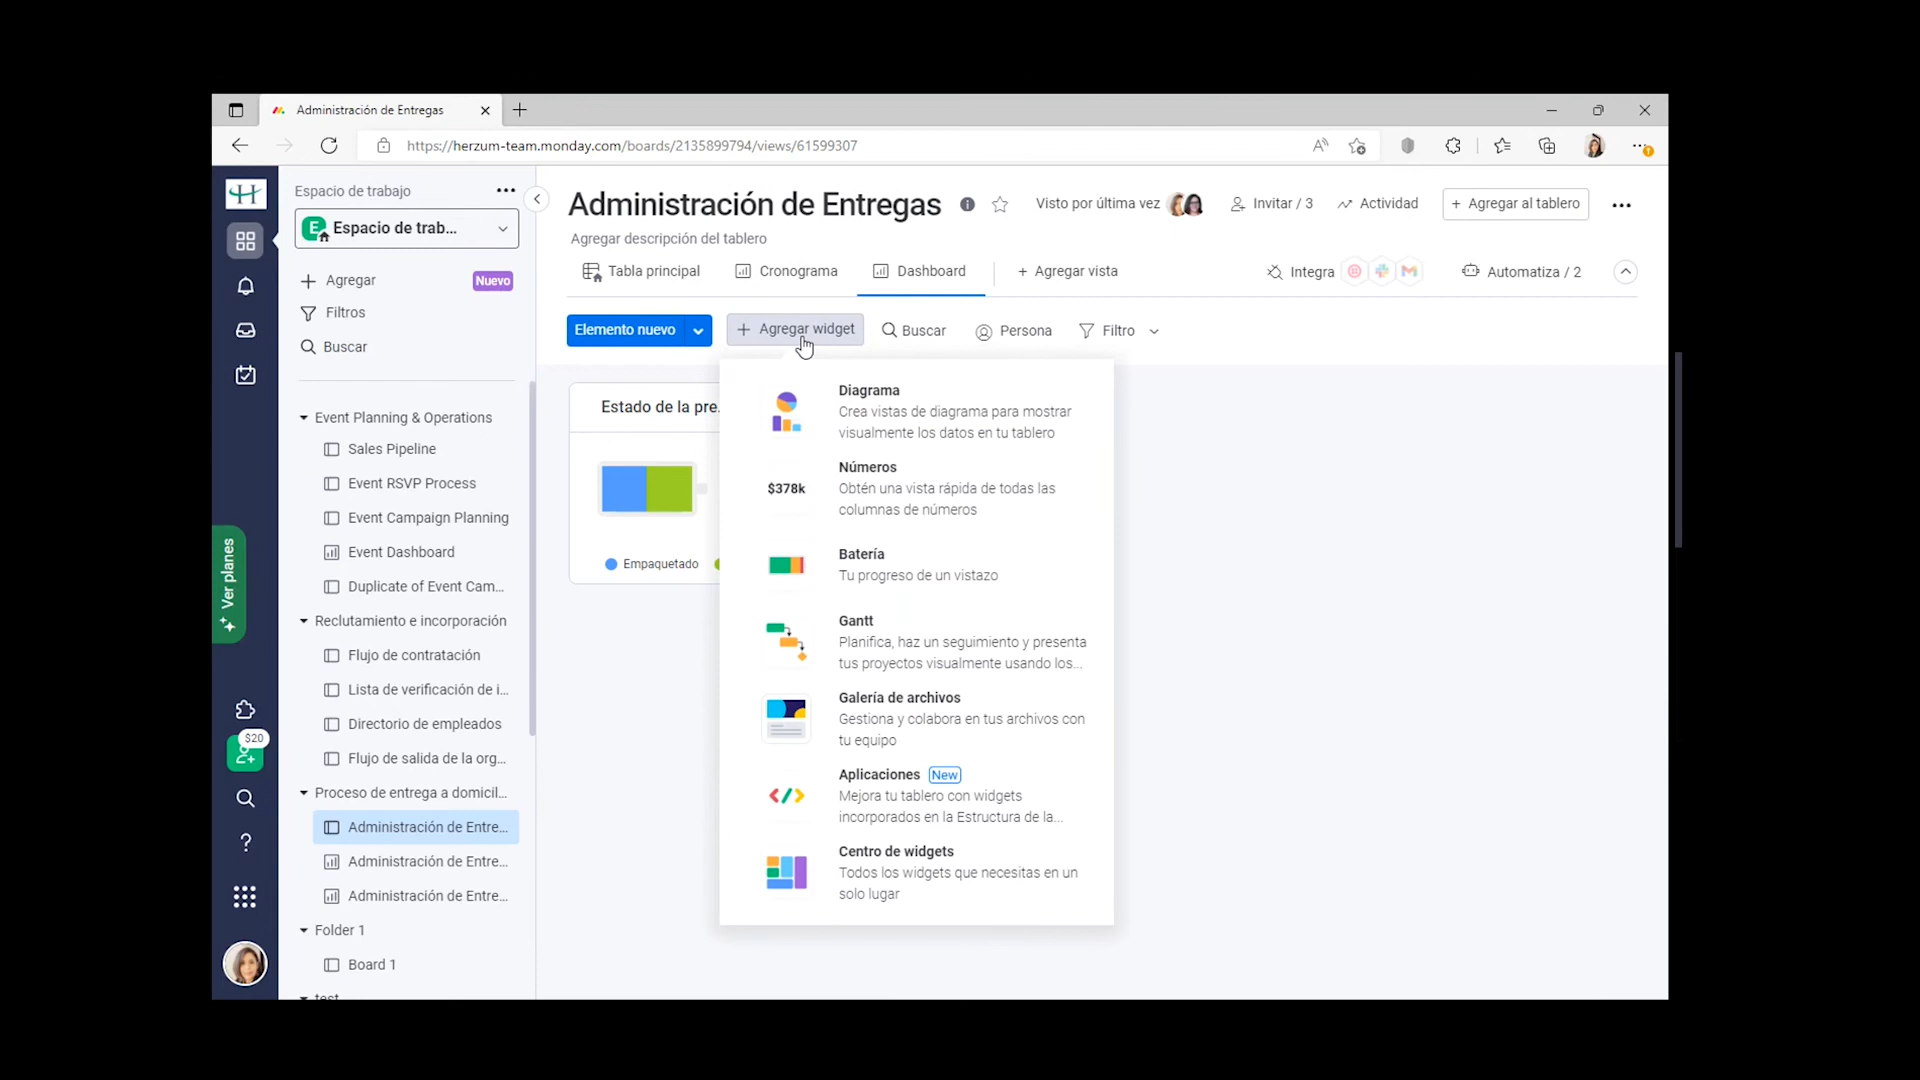 Administración de Entregas
https://herzum-team.monday.com/boards/2135899794/views/61599307
H
Espacio de trabajo
E
Espacio de trab...
Agregar
Nuevo
Filtros
Buscar
Event Planning & Operations
Sales Pipeline
Event RSVP Process
Event Campaign Planning
Event Dashboard
Duplicate of Event Cam...
Reclutamiento e incorporación
Flujo de contratación
Lista de verificación de i...
Directorio de empleados
Flujo de salida de la org...
Proceso de entrega a domicil...
Administración de Entre...
Administración de Entre...
Administración de Entre...
Folder 1
Board 1
test
Ver planes
$20
Administración de Entregas
Visto por última vez
Invitar / 3
Actividad
+ Agregar al tablero
Agregar descripción del tablero
Tabla principal
Cronograma
Dashboard
+ Agregar vista
Integra
Automatiza / 2
Elemento nuevo
+ Agregar widget
Buscar
Persona
Filtro
Estado de la pre.
Empaquetado
Diagrama
Crea vistas de diagrama para mostrar
visualmente los datos en tu tablero
$378k
Números
Obtén una vista rápida de todas las
columnas de números
Batería
Tu progreso de un vistazo
Gantt
Planifica, haz un seguimiento y presenta
tus proyectos visualmente usando los...
Galería de archivos
Gestiona y colabora en tus archivos con
tu equipo
Aplicaciones New
Mejora tu tablero con widgets
incorporados en la Estructura de la...
Centro de widgets
Todos los widgets que necesitas en un
solo lugar